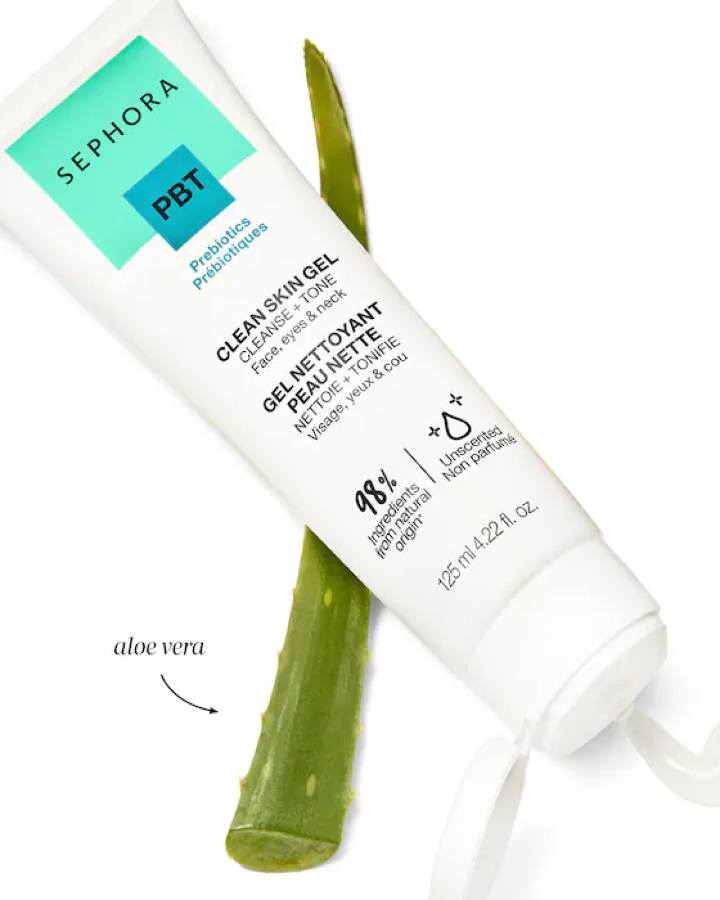 SEPHORA
PBT
Prebiotics
Prébiotiques
CLEAN SKIN GEL
CLEANSE + TONE
Face, eyes & neck
GEL NETTOYANT
PEAU NETTE
NETTOIE + TONIFIE
Visage, yeux & cou
98%
Ingredients
from natural
origin*
Unscented
Non parfumé
125 ml 4.22 fl. oz.
aloe vera